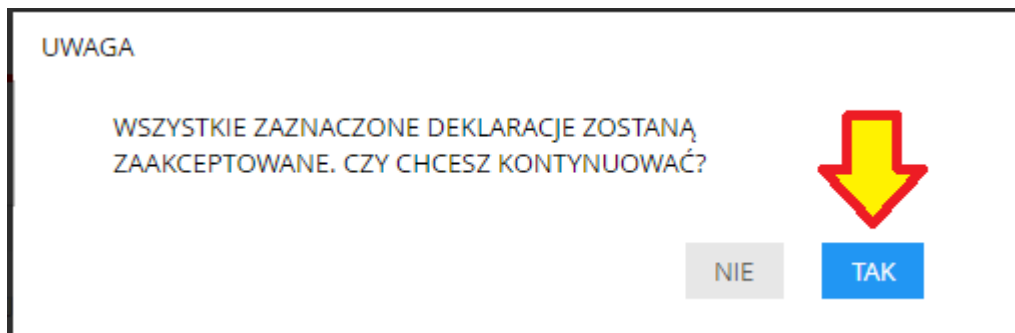 UWAGA
WSZYSTKIE ZAZNACZONE DEKLARACJE ZOSTANĄ
ZAAKCEPTOWANE. CZY CHCESZ KONTYNUOWAĆ?
NIE
TAK